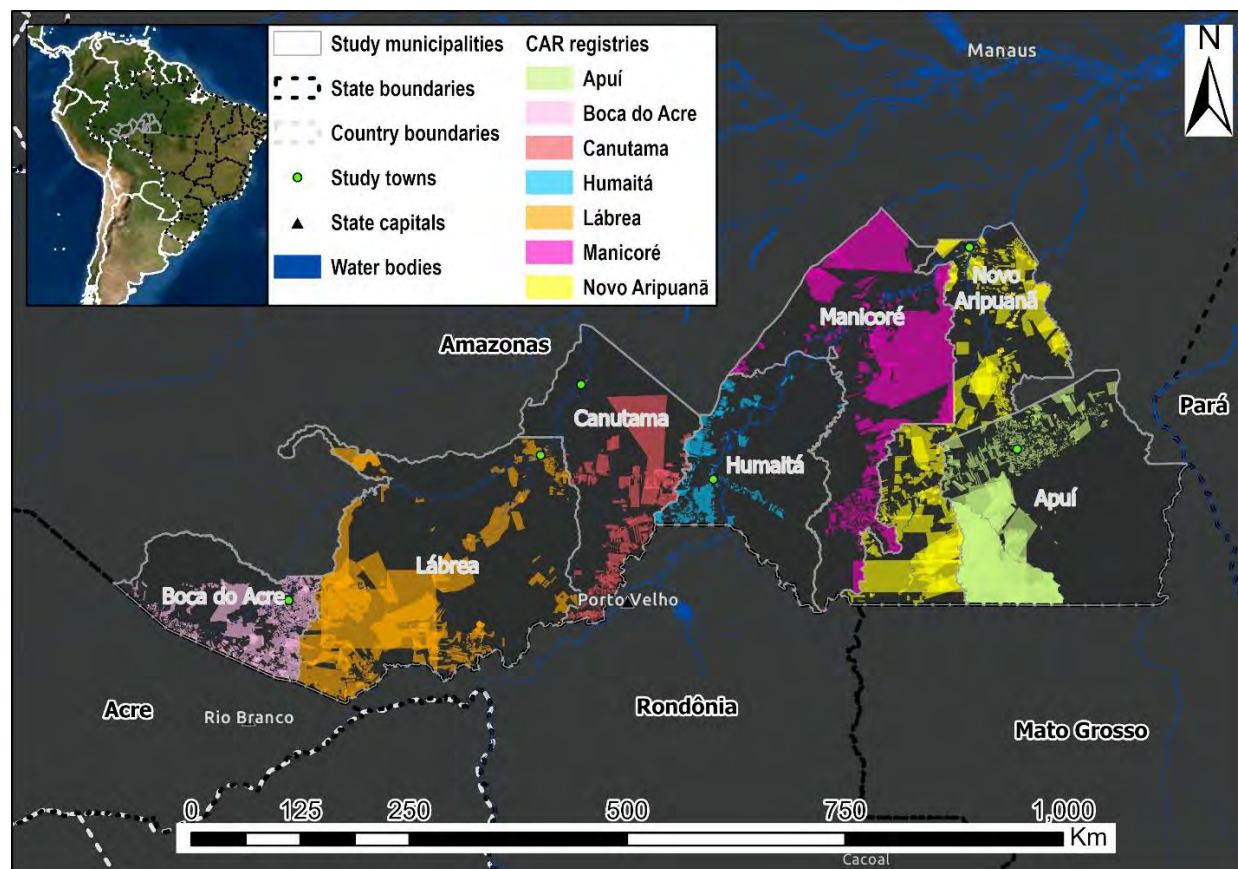 Study municipalities
State boundaries
Country boundaries
Study towns
State capitals
Water bodies
CAR registries
Apuí
Boca do Acre
Canutama
Humaitá
Lábrea
Manicoré
Novo Aripuanã
N
Manaus
Novo
Aripuanã
Manicoré
Amazonas
Pará
Canutama
Humaitá
Apuí
Lábrea
Boca do Acre
Porto Velho
Acre
Rio Branco
Rondônia
Mato Grosso
0 125 250 500 750 1,000
Km
Cacoal